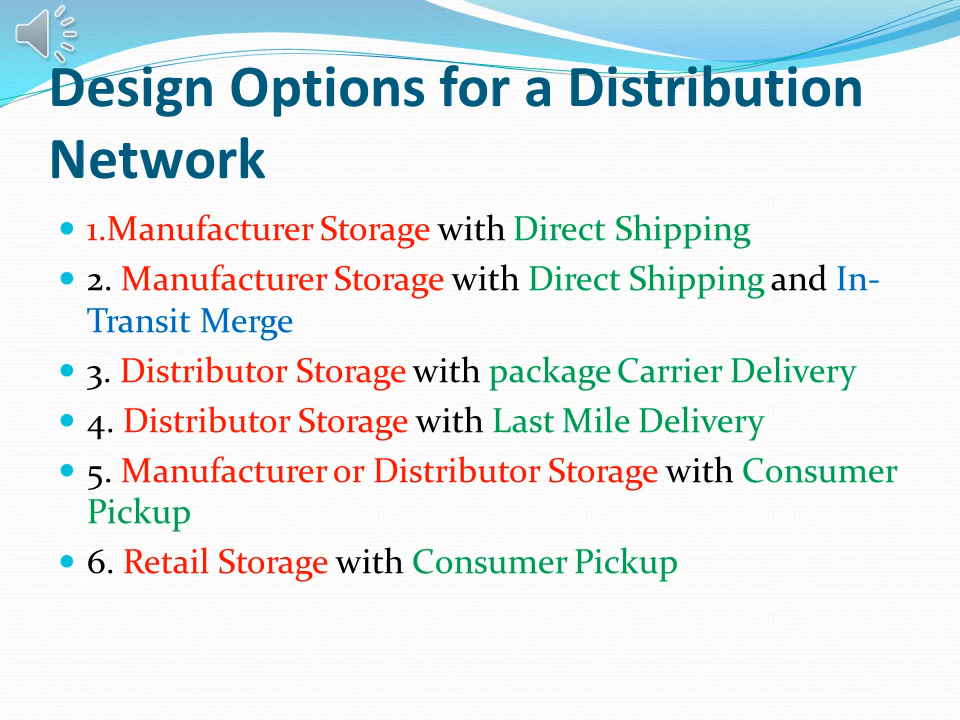 Design Options for a Distribution
Network
• 1.Manufacturer Storage with Direct Shipping
• 2. Manufacturer Storage with Direct Shipping and In-
Transit Merge
• 3. Distributor Storage with package Carrier Delivery
• 4. Distributor Storage with Last Mile Delivery
• 5. Manufacturer or Distributor Storage with Consumer
Pickup
• 6. Retail Storage with Consumer Pickup